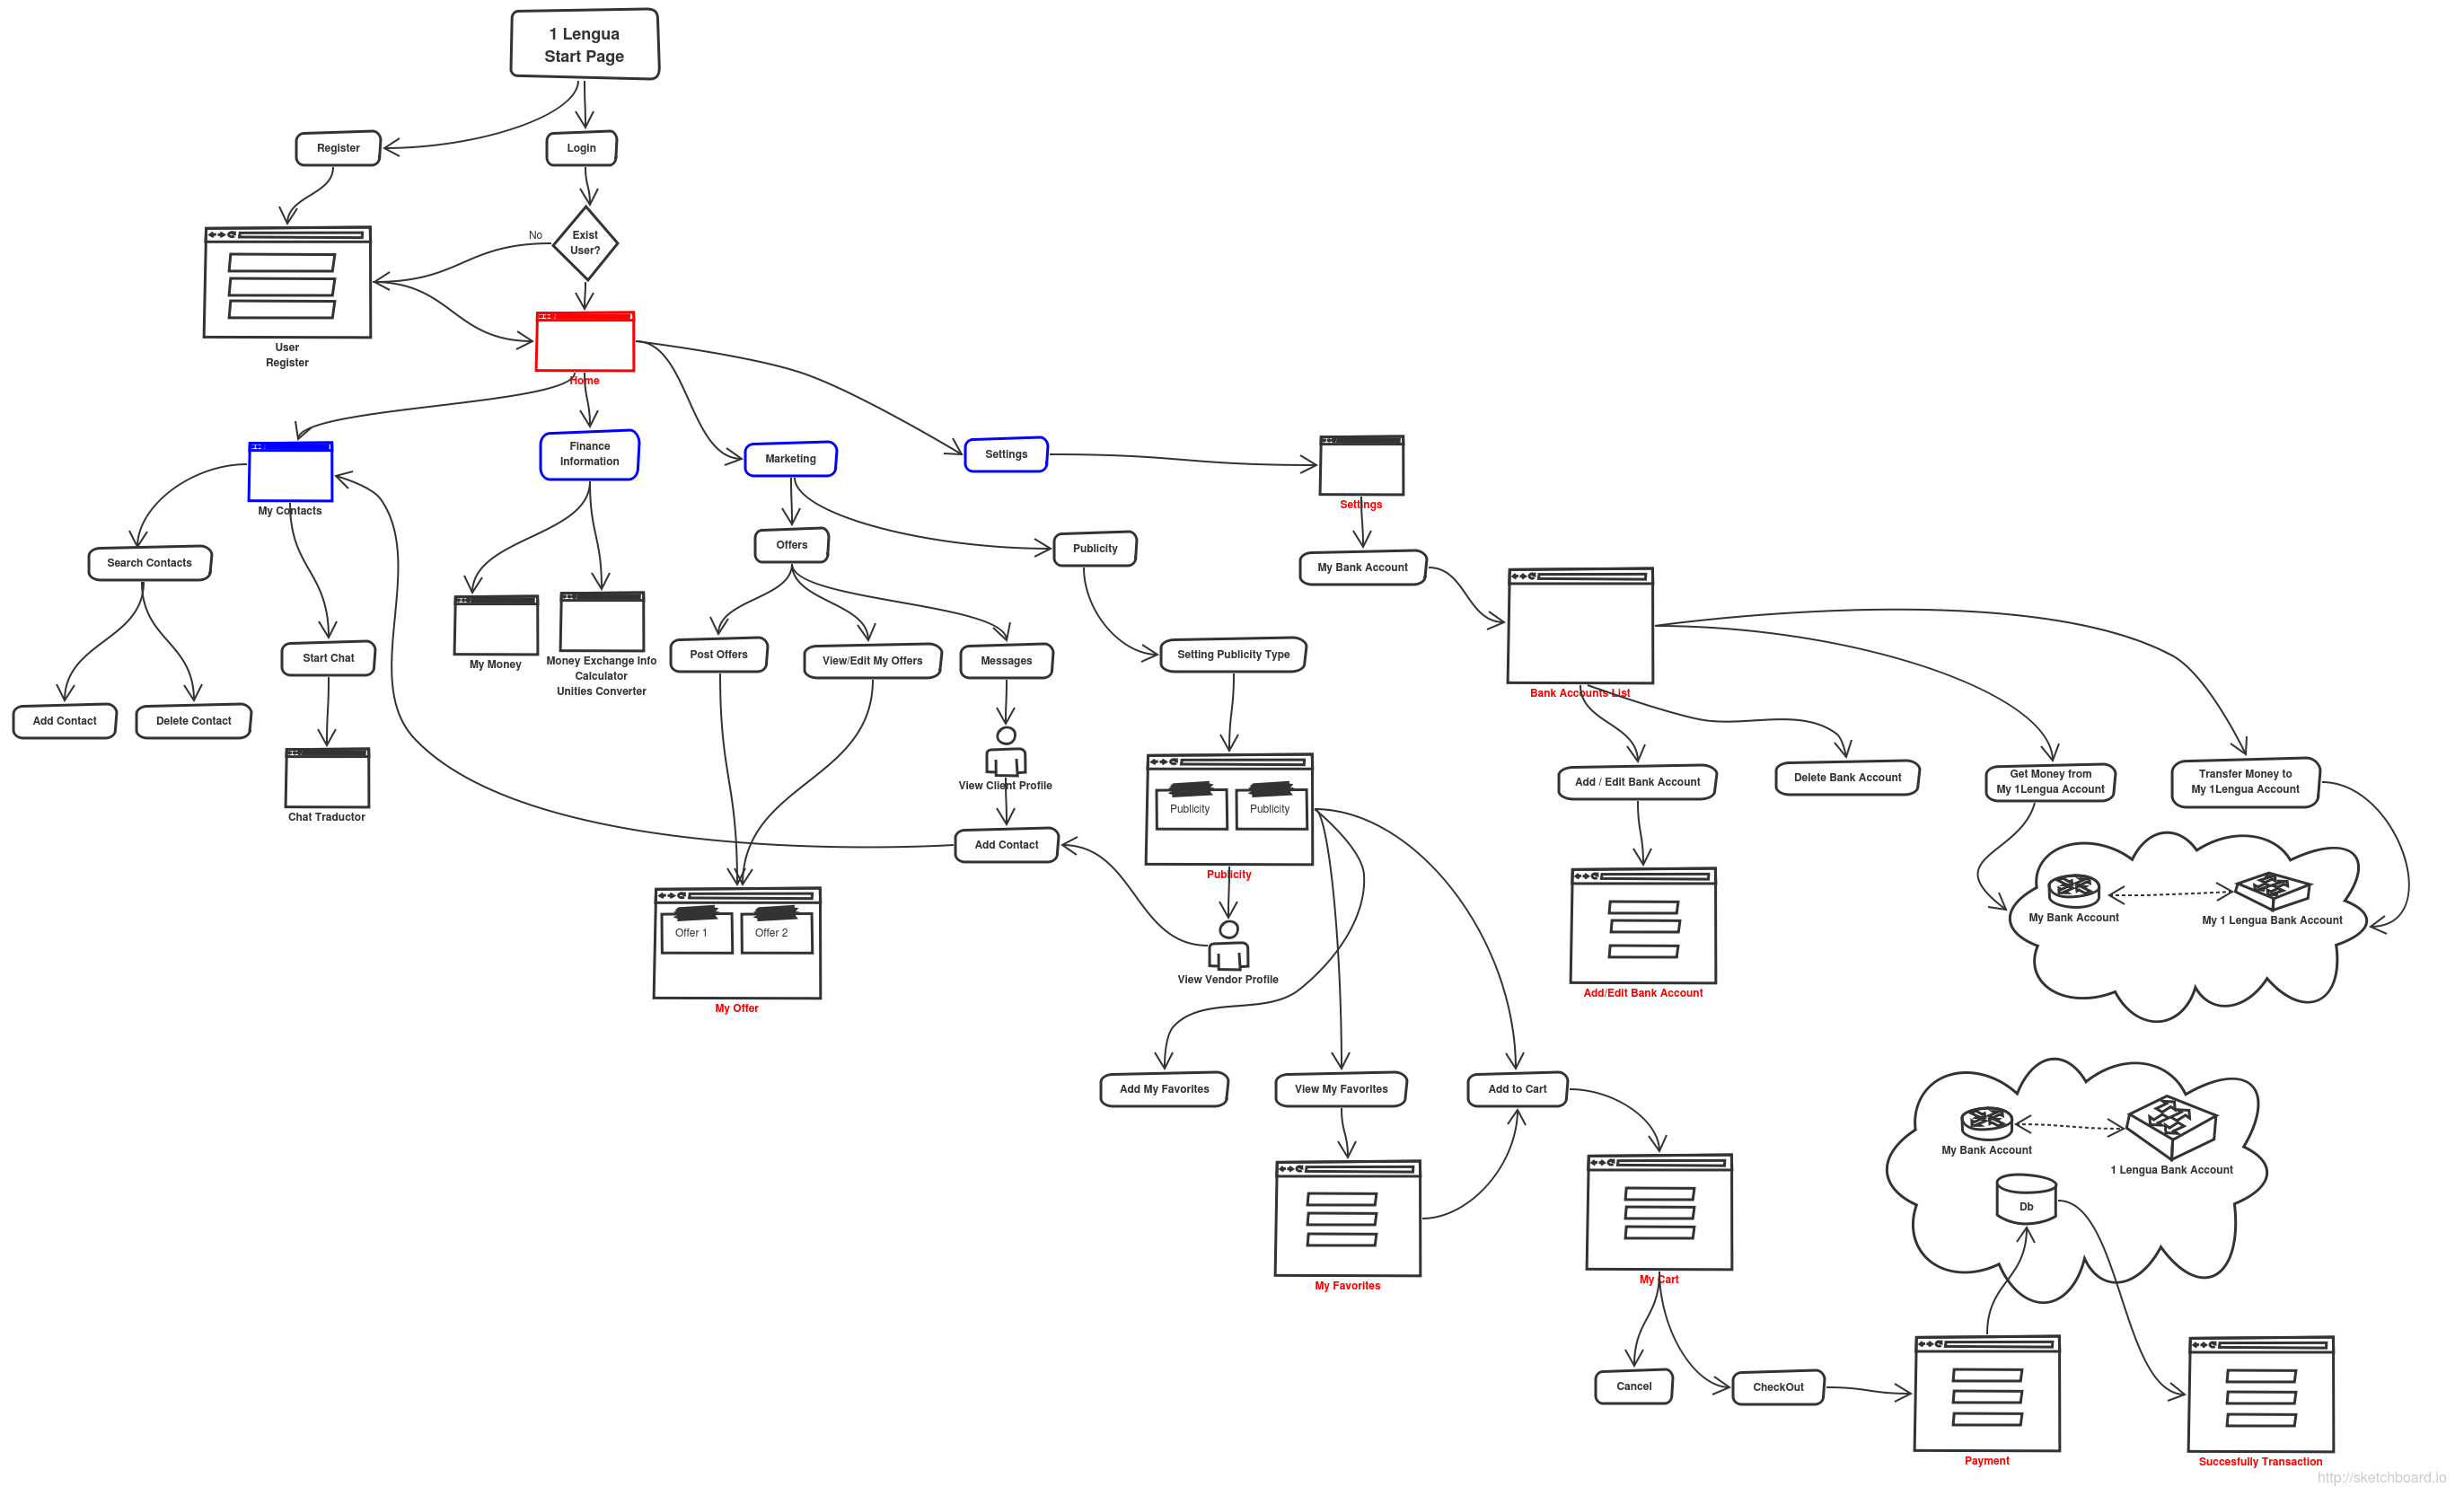 1 Lengua
Start Page
Register
Login
No
Exist
User?
User
Register
Home
My Contacts
Finance
Information
Marketing
Settings
Settings
Search Contacts
Offers
Publicity
My Bank Account
Start Chat
My Money
Money Exchange Info
Calculator
Unities Converter
Post Offers
View/Edit My Offers
Messages
Setting Publicity Type
Bank Accounts List
Add Contact
Delete Contact
Chat Traductor
View Client Profile
Publicity
Publicity
Publicity
Add / Edit Bank Account
Delete Bank Account
Get Money from
My 1Lengua Account
Transfer Money to
My 1Lengua Account
Add Contact
Offer 1
Offer 2
My Offer
View Vendor Profile
Add/Edit Bank Account
My Bank Account
My 1 Lengua Bank Account
Add My Favorites
View My Favorites
Add to Cart
My Bank Account
1 Lengua Bank Account
Db
My Favorites
My Cart
Cancel
CheckOut
Payment
Succesfully Transaction
http://sketchboard.io